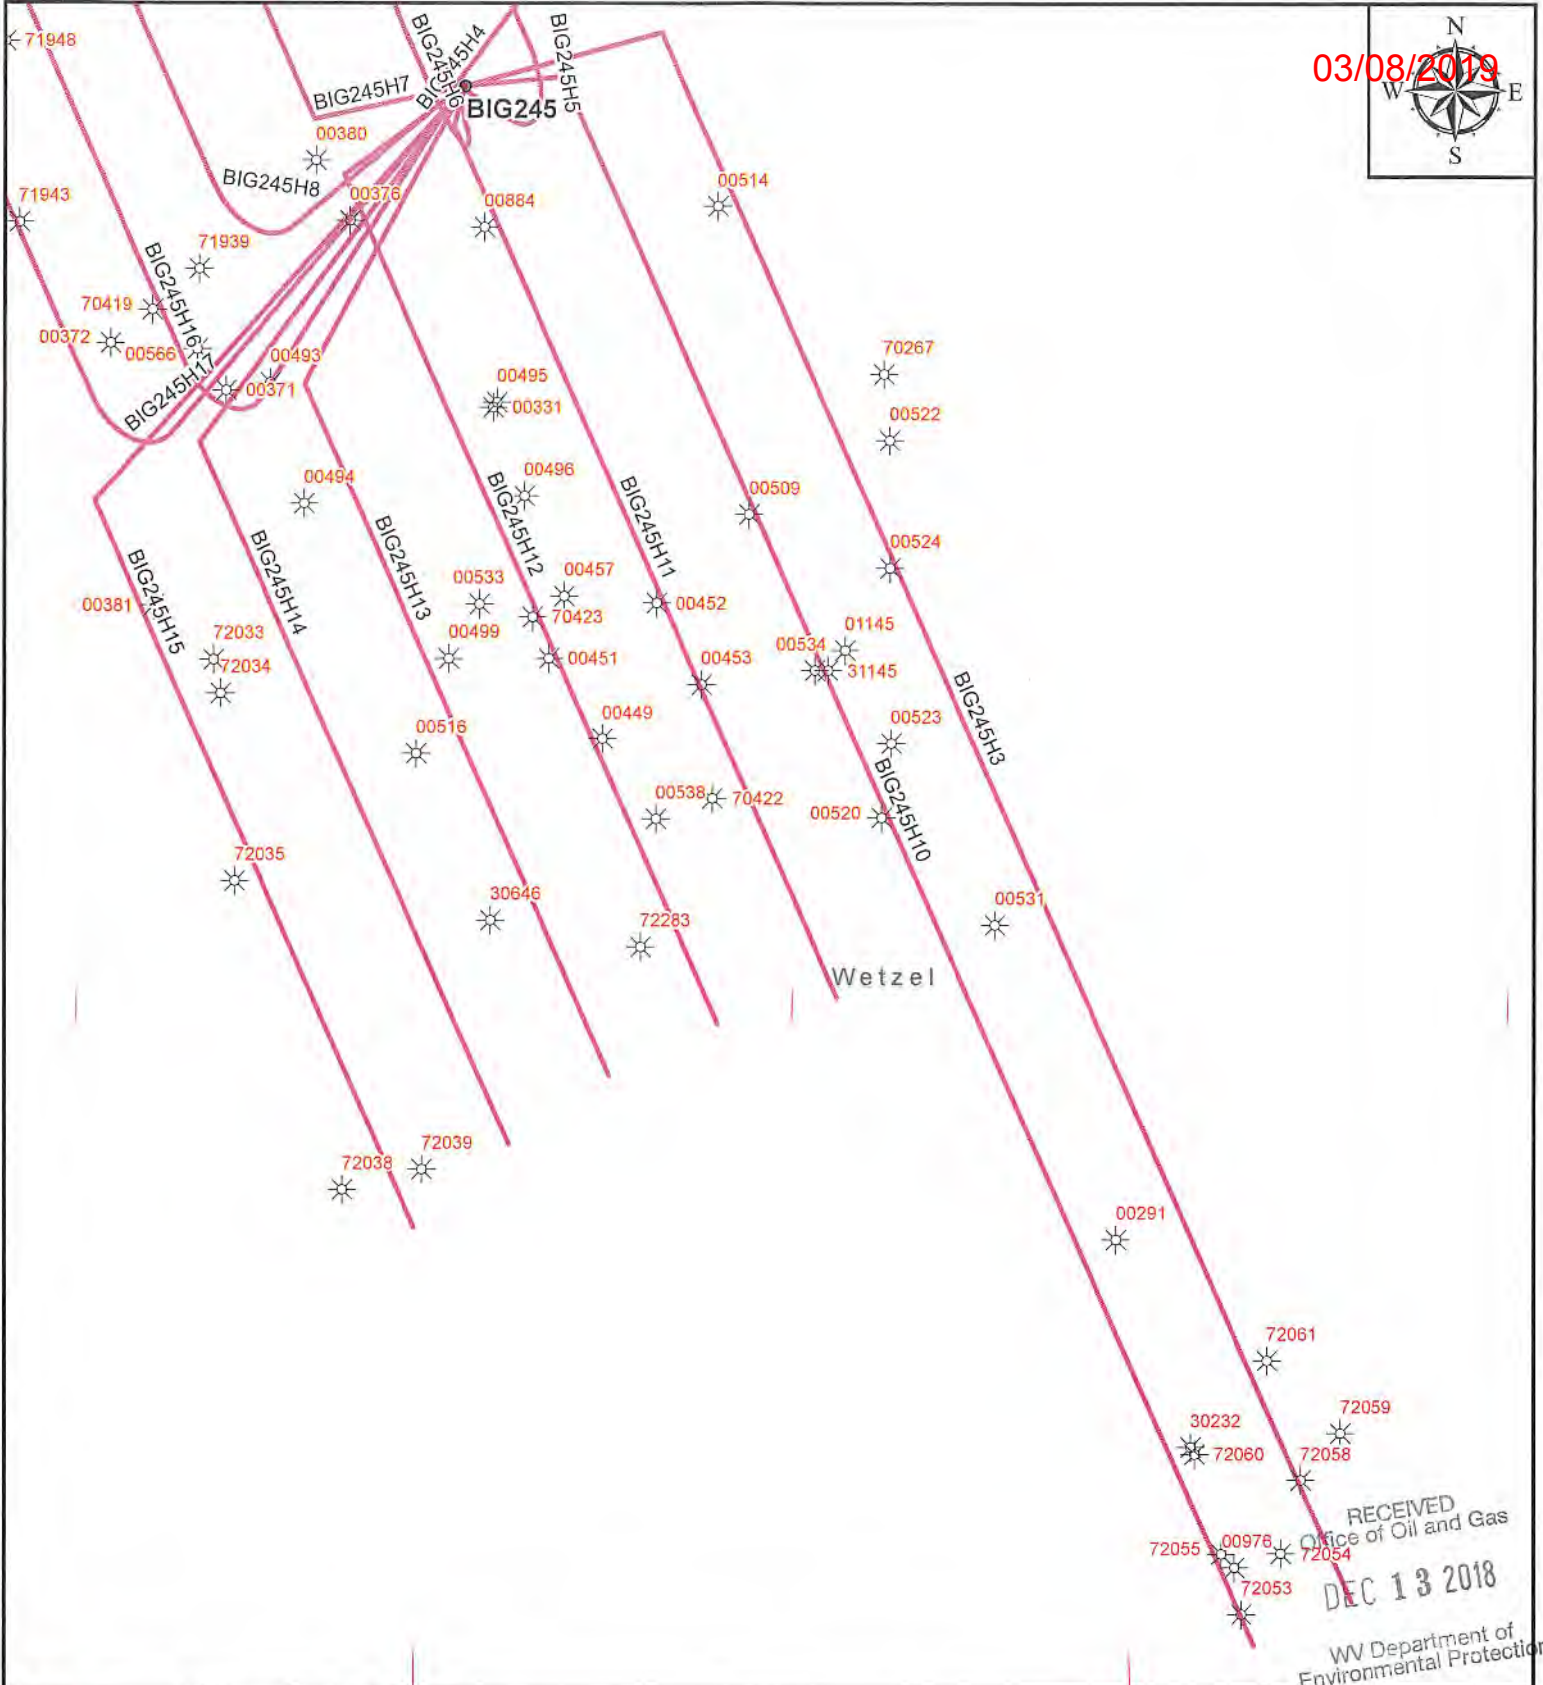 71948
BIG245H6
BIG245H4
BIG245H5
N
03/08/2019
W
E
S
BIG245H7
BIG245
00380
BIG245H8
71943
00376
00884
00514
71939
BIG245H16
70419
00372
00566
00493
00371
BIG245H17
00495
00331
70267
00522
00494
00496
BIG245H12
BIG245H11
00509
00524
BIG245H15
BIG245H14
BIG245H13
00381
00533
00457
70423
00452
72033
72034
00499
00451
00453
00534
01145
31145
BIG245H3
00516
00449
00523
00538
70422
00520
BIG245H10
72035
30646
72283
00531
Wetzel
72039
72038
00291
72061
72059
30232
72060
72058
RECEIVED
Office of Oil and Gas
72055
00976
72054
72053
DEC 13 2018
WV Department of
Environmental Protection